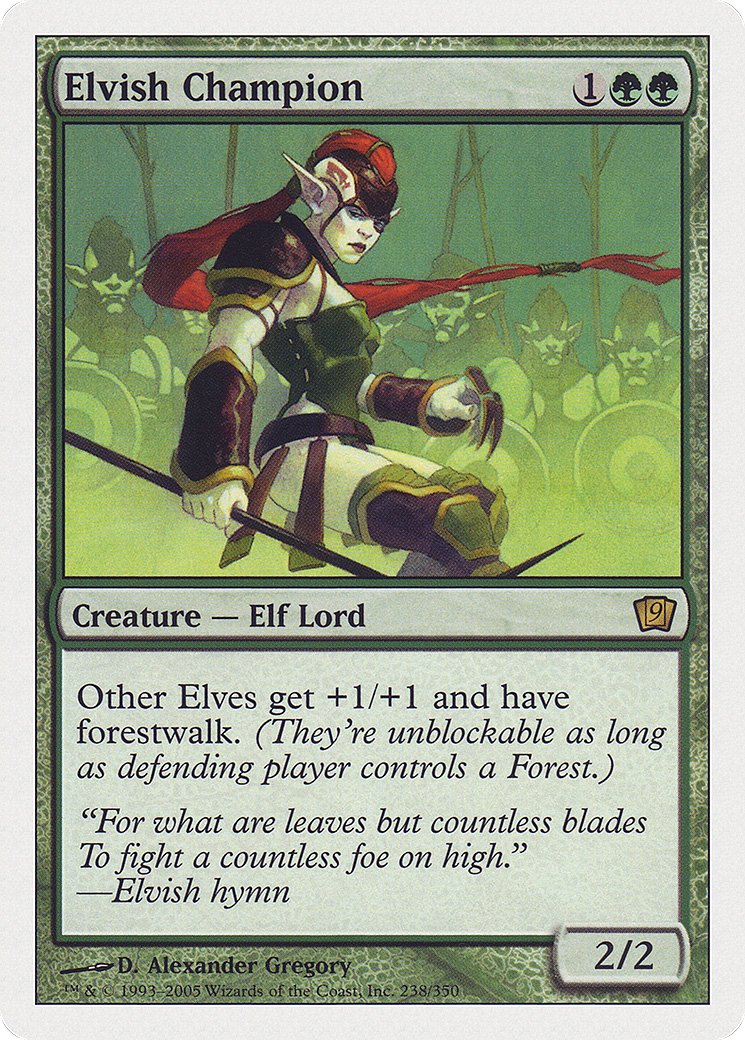 Elvish Champion 1
Creature — Elf Lord 9
Other Elves get +1/+1 and have
forestwalk. (They’re unblockable as long
as defending player controls a Forest.)
“For what are leaves but countless blades
To fight a countless foe on high.”
—Elvish hymn
2/2
D. Alexander Gregory
™ & © 1993–2005 Wizards of the Coast, Inc. 238/350